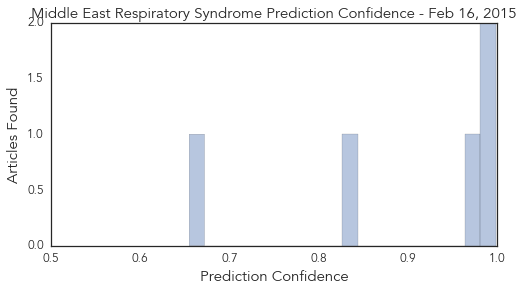 Middle East Respiratory Syndrome Prediction Confidence - Feb 16, 2015
2.0
1.5
1.0
0.5
0.0
Articles Found
0.5 0.6 0.7 0.8 0.9 1.0
Prediction Confidence